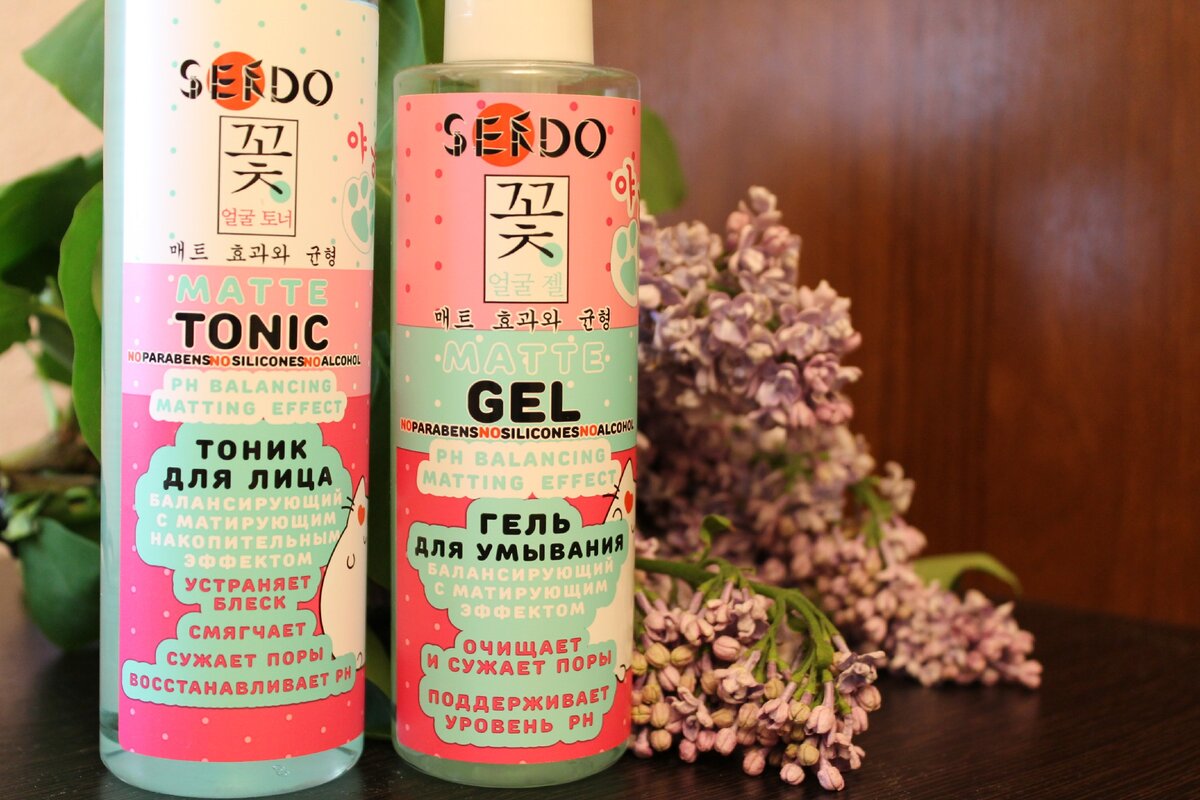 SENDO
꽃
얼굴 토너
매트 효과와 균형
MATTE
TONIC
NOPARABENSNOSILICONESNOALCOHOL
PH BALANCING
MATTING EFFECT
ТОНИК
ДЛЯ ЛИЦА
БАЛАНСИРУЮЩИЙ
С МАТИРУЮЩИМ
НАКОПИТЕЛЬНЫМ
ЭФФЕКТОМ
УСТРАНЯЕТ
БЛЕСК
СМЯГЧАЕТ
СУЖАЕТ ПОРЫ
ВОССТАНАВЛИВАЕТ PH
SENDO
꽃
얼굴 젤
매트 효과와 균형
MATTE
GEL
NOPARABENSNOSILICONESNOALCOHOL
PH BALANCING
MATTING EFFECT
ГЕЛЬ
ДЛЯ УМЫВАНИЯ
БАЛАНСИРУЮЩИЙ
С МАТИРУЮЩИМ
ЭФФЕКТОМ
ОЧИЩАЕТ
И СУЖАЕТ ПОРЫ
ПОДДЕРЖИВАЕТ
УРОВЕНЬ PH